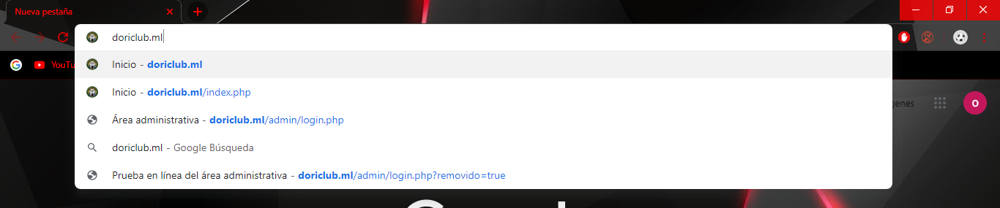 Nueva pestaña
doriclub.ml
YouTu
Inicio - doriclub.ml
Inicio - doriclub.ml/index.php
Área administrativa - doriclub.ml/admin/login.php
genes
O
doriclub.ml - Google Búsqueda
Prueba en línea del área administrativa - doriclub.ml/admin/login.php?removido=true